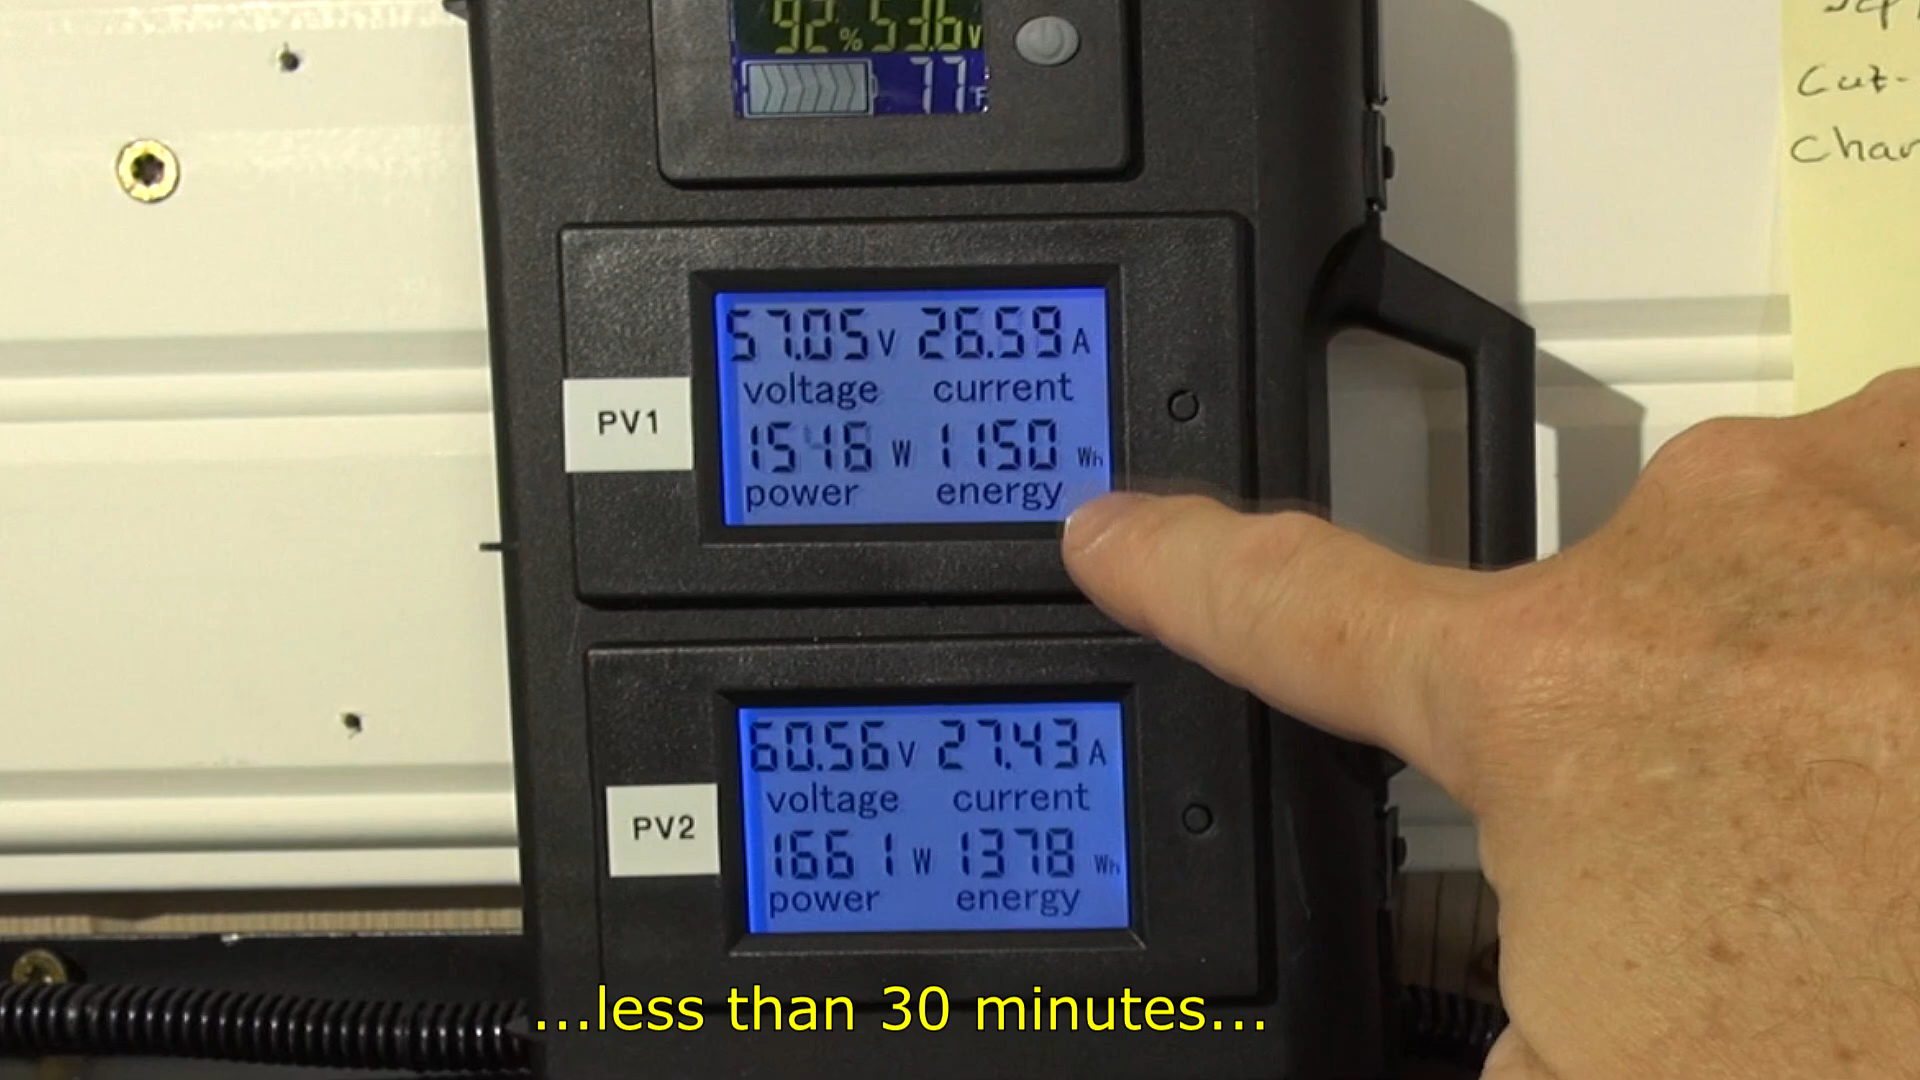 92% 53.6V
77°F
cut-
char
57.05V 26.59A
voltage current
PV1
1546 W 1150 Wh
power energy
60.56V 27.43A
voltage current
PV2
1661 W 1378 Wh
power energy
...less than 30 minutes...